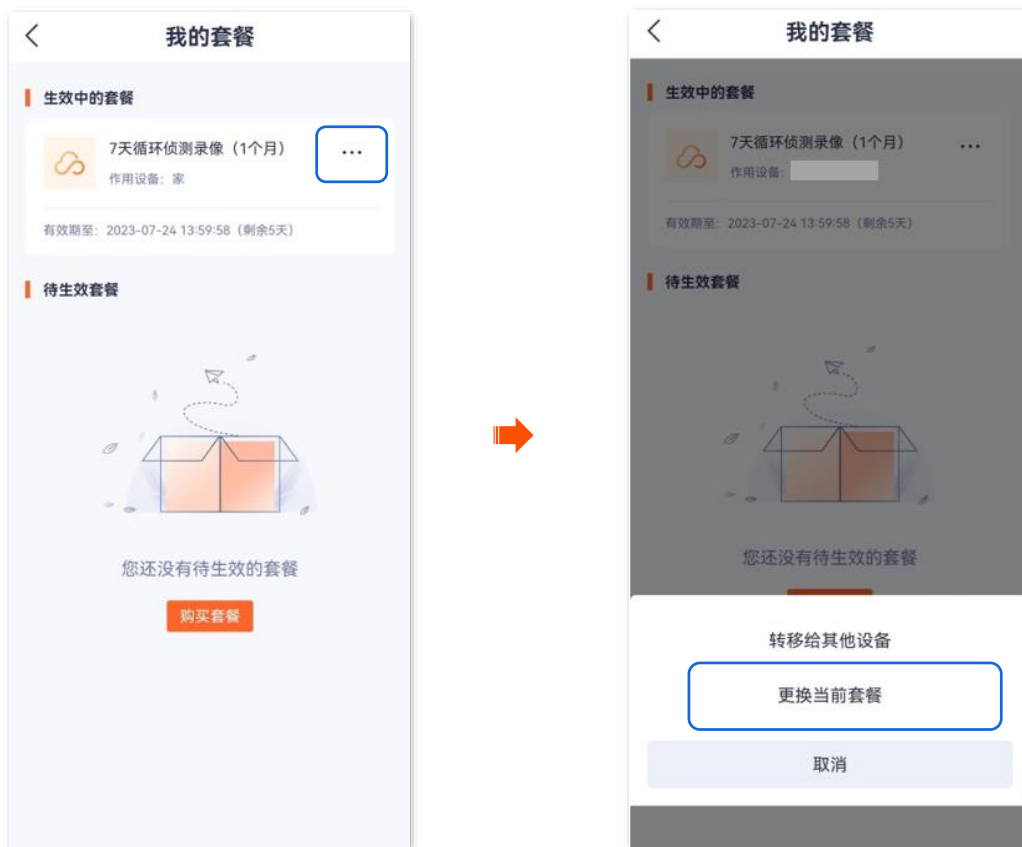 我的套餐
生效中的套餐
7天循环侦测录像（1个月）
...
作用设备：家
有效期至：2023-07-24 13:59:58（剩余5天）
待生效套餐
您还没有待生效的套餐
购买套餐
我的套餐
生效中的套餐
7天循环侦测录像（1个月）
...
作用设备：
有效期至：2023-07-24 13:59:58（剩余5天）
待生效套餐
您还没有待生效的套餐
转移给其他设备
更换当前套餐
取消